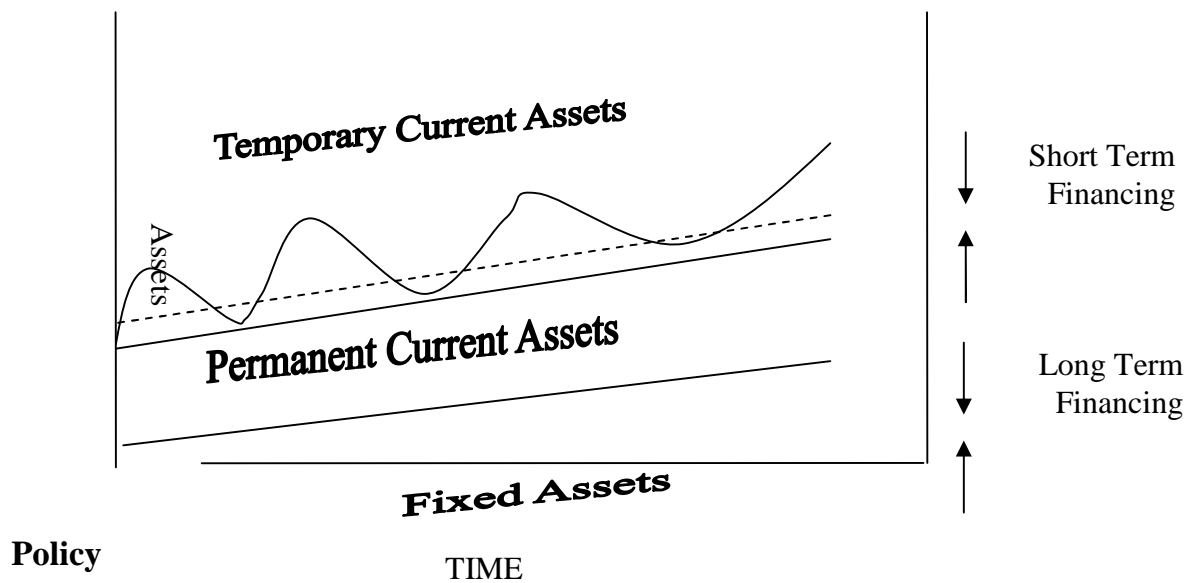 Temporary Current Assets
Short Term
Financing
Assets
Permanent Current Assets
Long Term
Financing
Fixed Assets
Policy
TIME